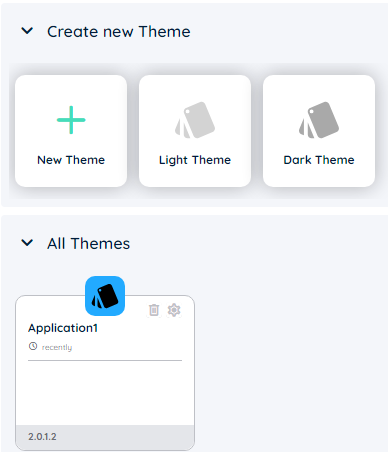 Create new Theme
New Theme
Light Theme
Dark Theme
All Themes
Application1
recently
2.0.1.2